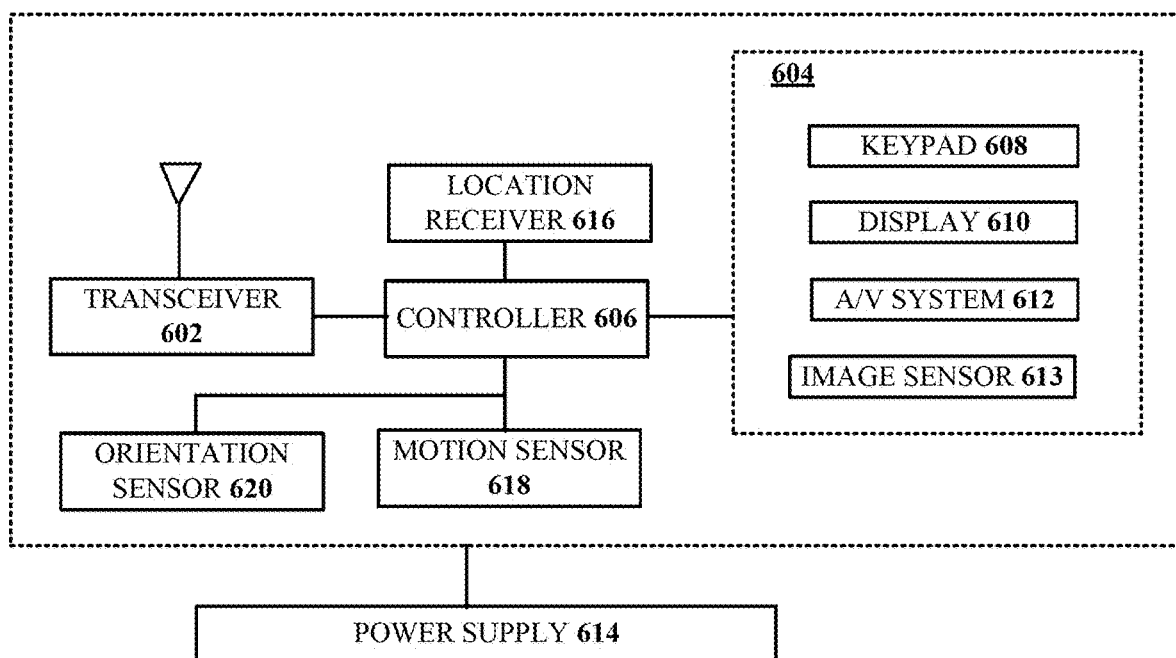 604
KEYPAD 608
DISPLAY 610
A/V SYSTEM 612
IMAGE SENSOR 613
LOCATION
RECEIVER 616
TRANSCEIVER
602
CONTROLLER 606
ORIENTATION
SENSOR 620
MOTION SENSOR
618
POWER SUPPLY 614